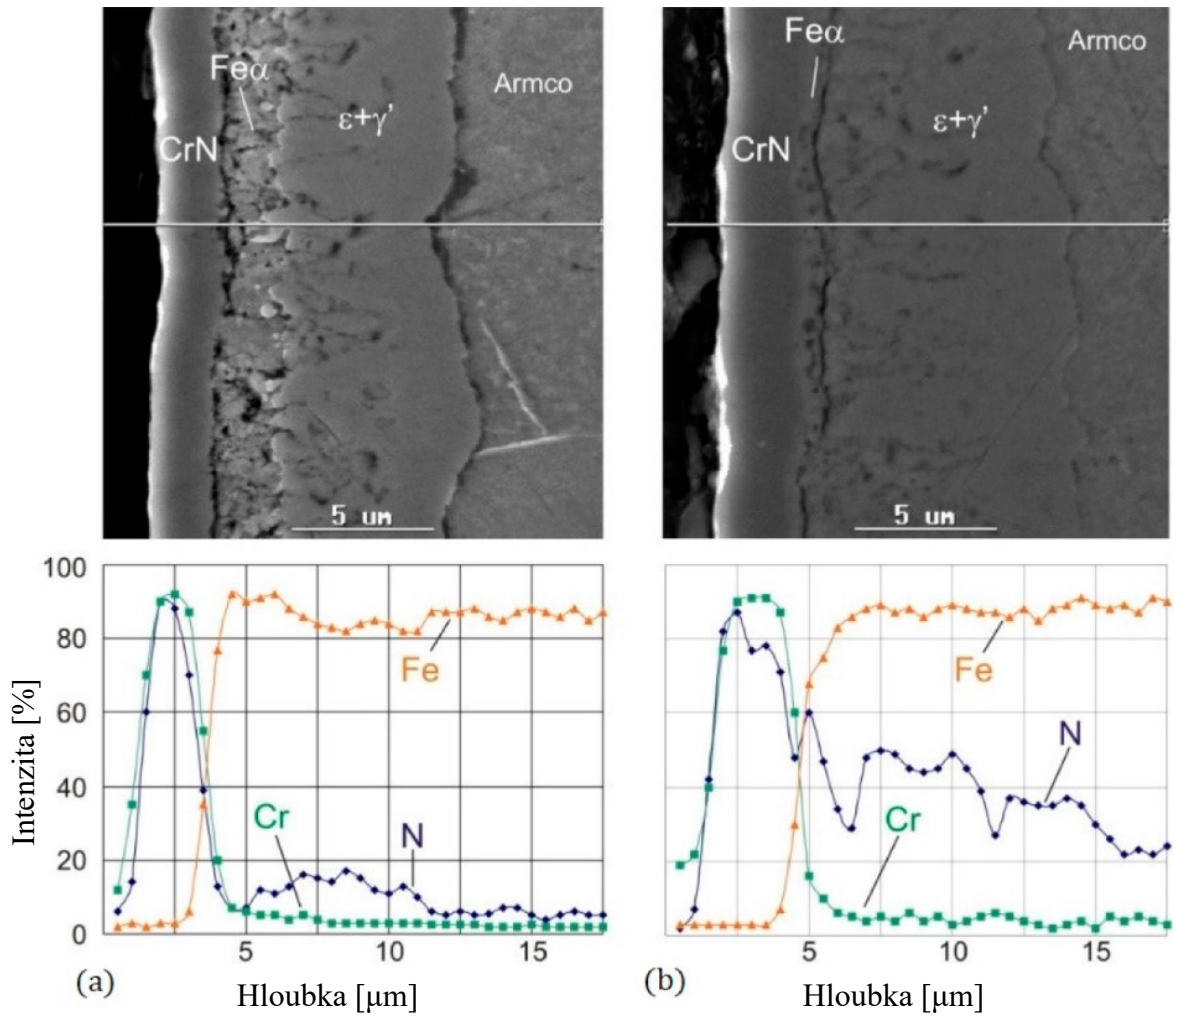 Feα
CrN
ε+γ’
Armco
5 um
Feα
CrN
ε+γ’
Armco
5 um
Intenzita [%]
100
80
60
40
20
0
Fe
Cr
N
5
10
15
(a)
Hloubka [μm]
Fe
N
Cr
5
10
15
(b)
Hloubka [μm]